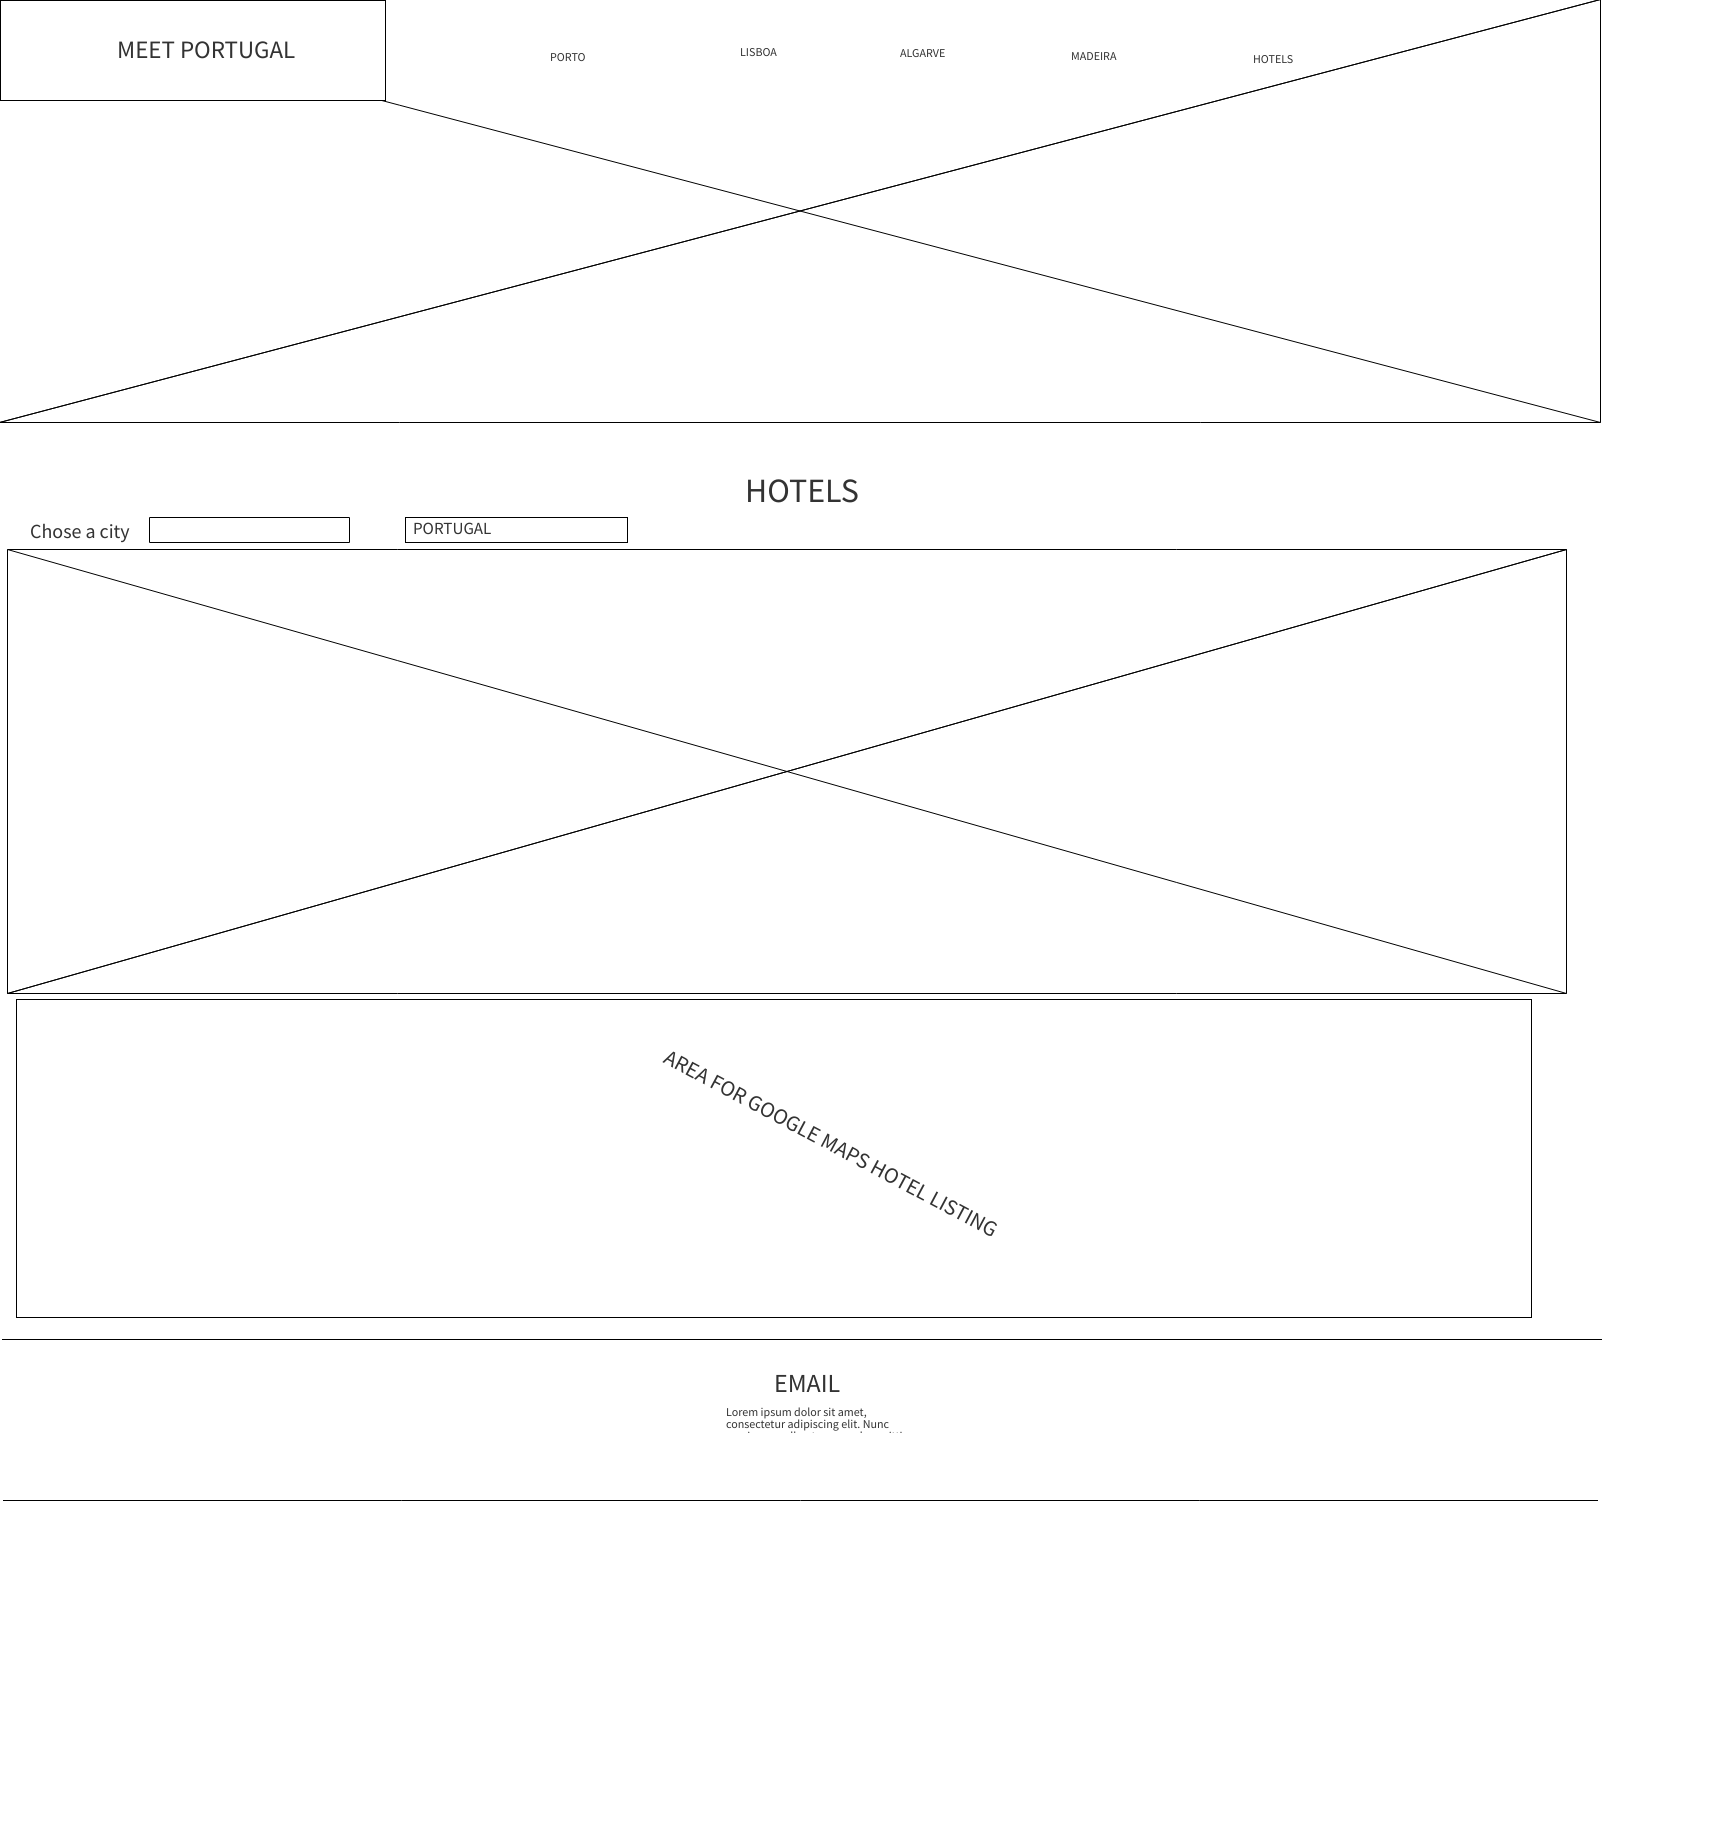 MEET PORTUGAL
PORTO
LISBOA
ALGARVE
MADEIRA
HOTELS
HOTELS
Chose a city
PORTUGAL
AREA FOR GOOGLE MAPS HOTEL LISTING
EMAIL
Lorem ipsum dolor sit amet,
consectetur adipiscing elit. Nunc